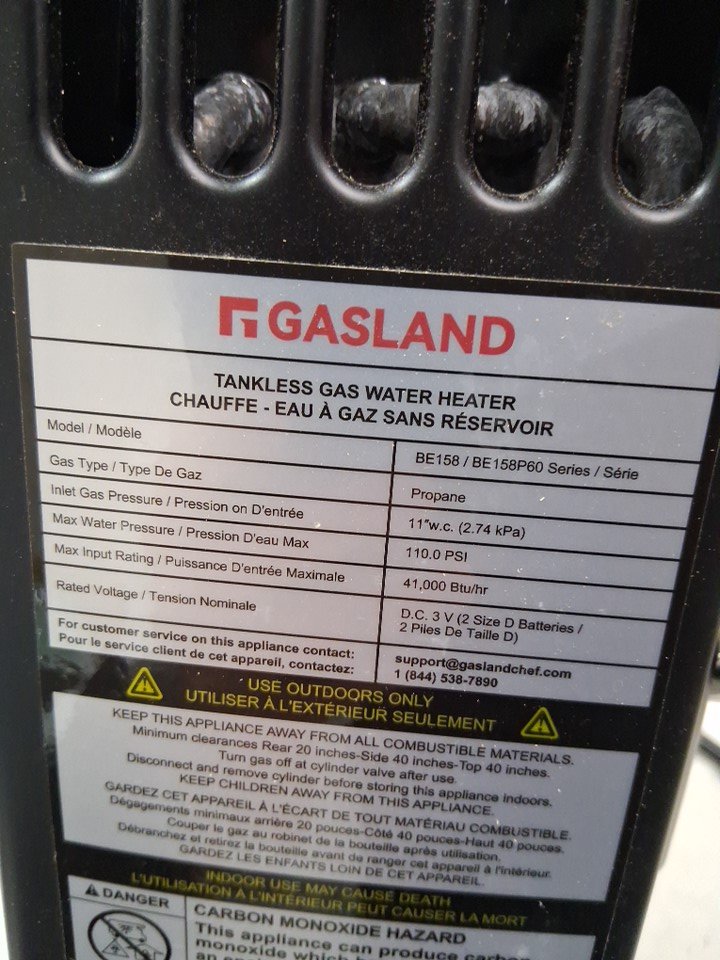 GASLAND
TANKLESS GAS WATER HEATER
CHAUFFE - EAU À GAZ SANS RÉSERVOIR
Model / Modèle BE158 / BE158P60 Series / Série
Gas Type / Type De Gaz Propane
Inlet Gas Pressure / Pression on D'entrée 11"w.c. (2.74 kPa)
Max Water Pressure / Pression D'eau Max 110.0 PSI
Max Input Rating / Puissance D'entrée Maximale 41,000 Btu/hr
Rated Voltage / Tension Nominale D.C. 3 V (2 Size D Batteries /
2 Piles De Taille D)
For customer service on this appliance contact: support@gaslandchef.com
Pour le service client de cet appareil, contactez: 1 (844) 538-7890
USE OUTDOORS ONLY
UTILISER À L'EXTÉRIEUR SEULEMENT
KEEP THIS APPLIANCE AWAY FROM ALL COMBUSTIBLE MATERIALS.
Minimum clearances Rear 20 inches-Side 40 inches-Top 40 inches.
Turn gas off at cylinder valve after use.
Disconnect and remove cylinder before storing this appliance indoors.
KEEP CHILDREN AWAY FROM THIS APPLIANCE.
GARDEZ CET APPAREIL À L'ÉCART DE TOUT MATÉRIAU COMBUSTIBLE.
Dégagements minimaux arrière 20 pouces-Côté 40 pouces-Haut 40 pouces.
Couper le gaz au robinet de la bouteille après utilisation.
Débranchez et retirez la bouteille avant de ranger cet appareil à l'intérieur.
GARDEZ LES ENFANTS LOIN DE CET APPAREIL.
INDOOR USE MAY CAUSE DEATH
L'UTILISATION À L'INTÉRIEUR PEUT CAUSER LA MORT
DANGER
CARBON MONOXIDE HAZARD
This appliance can produce carbon
monoxide which